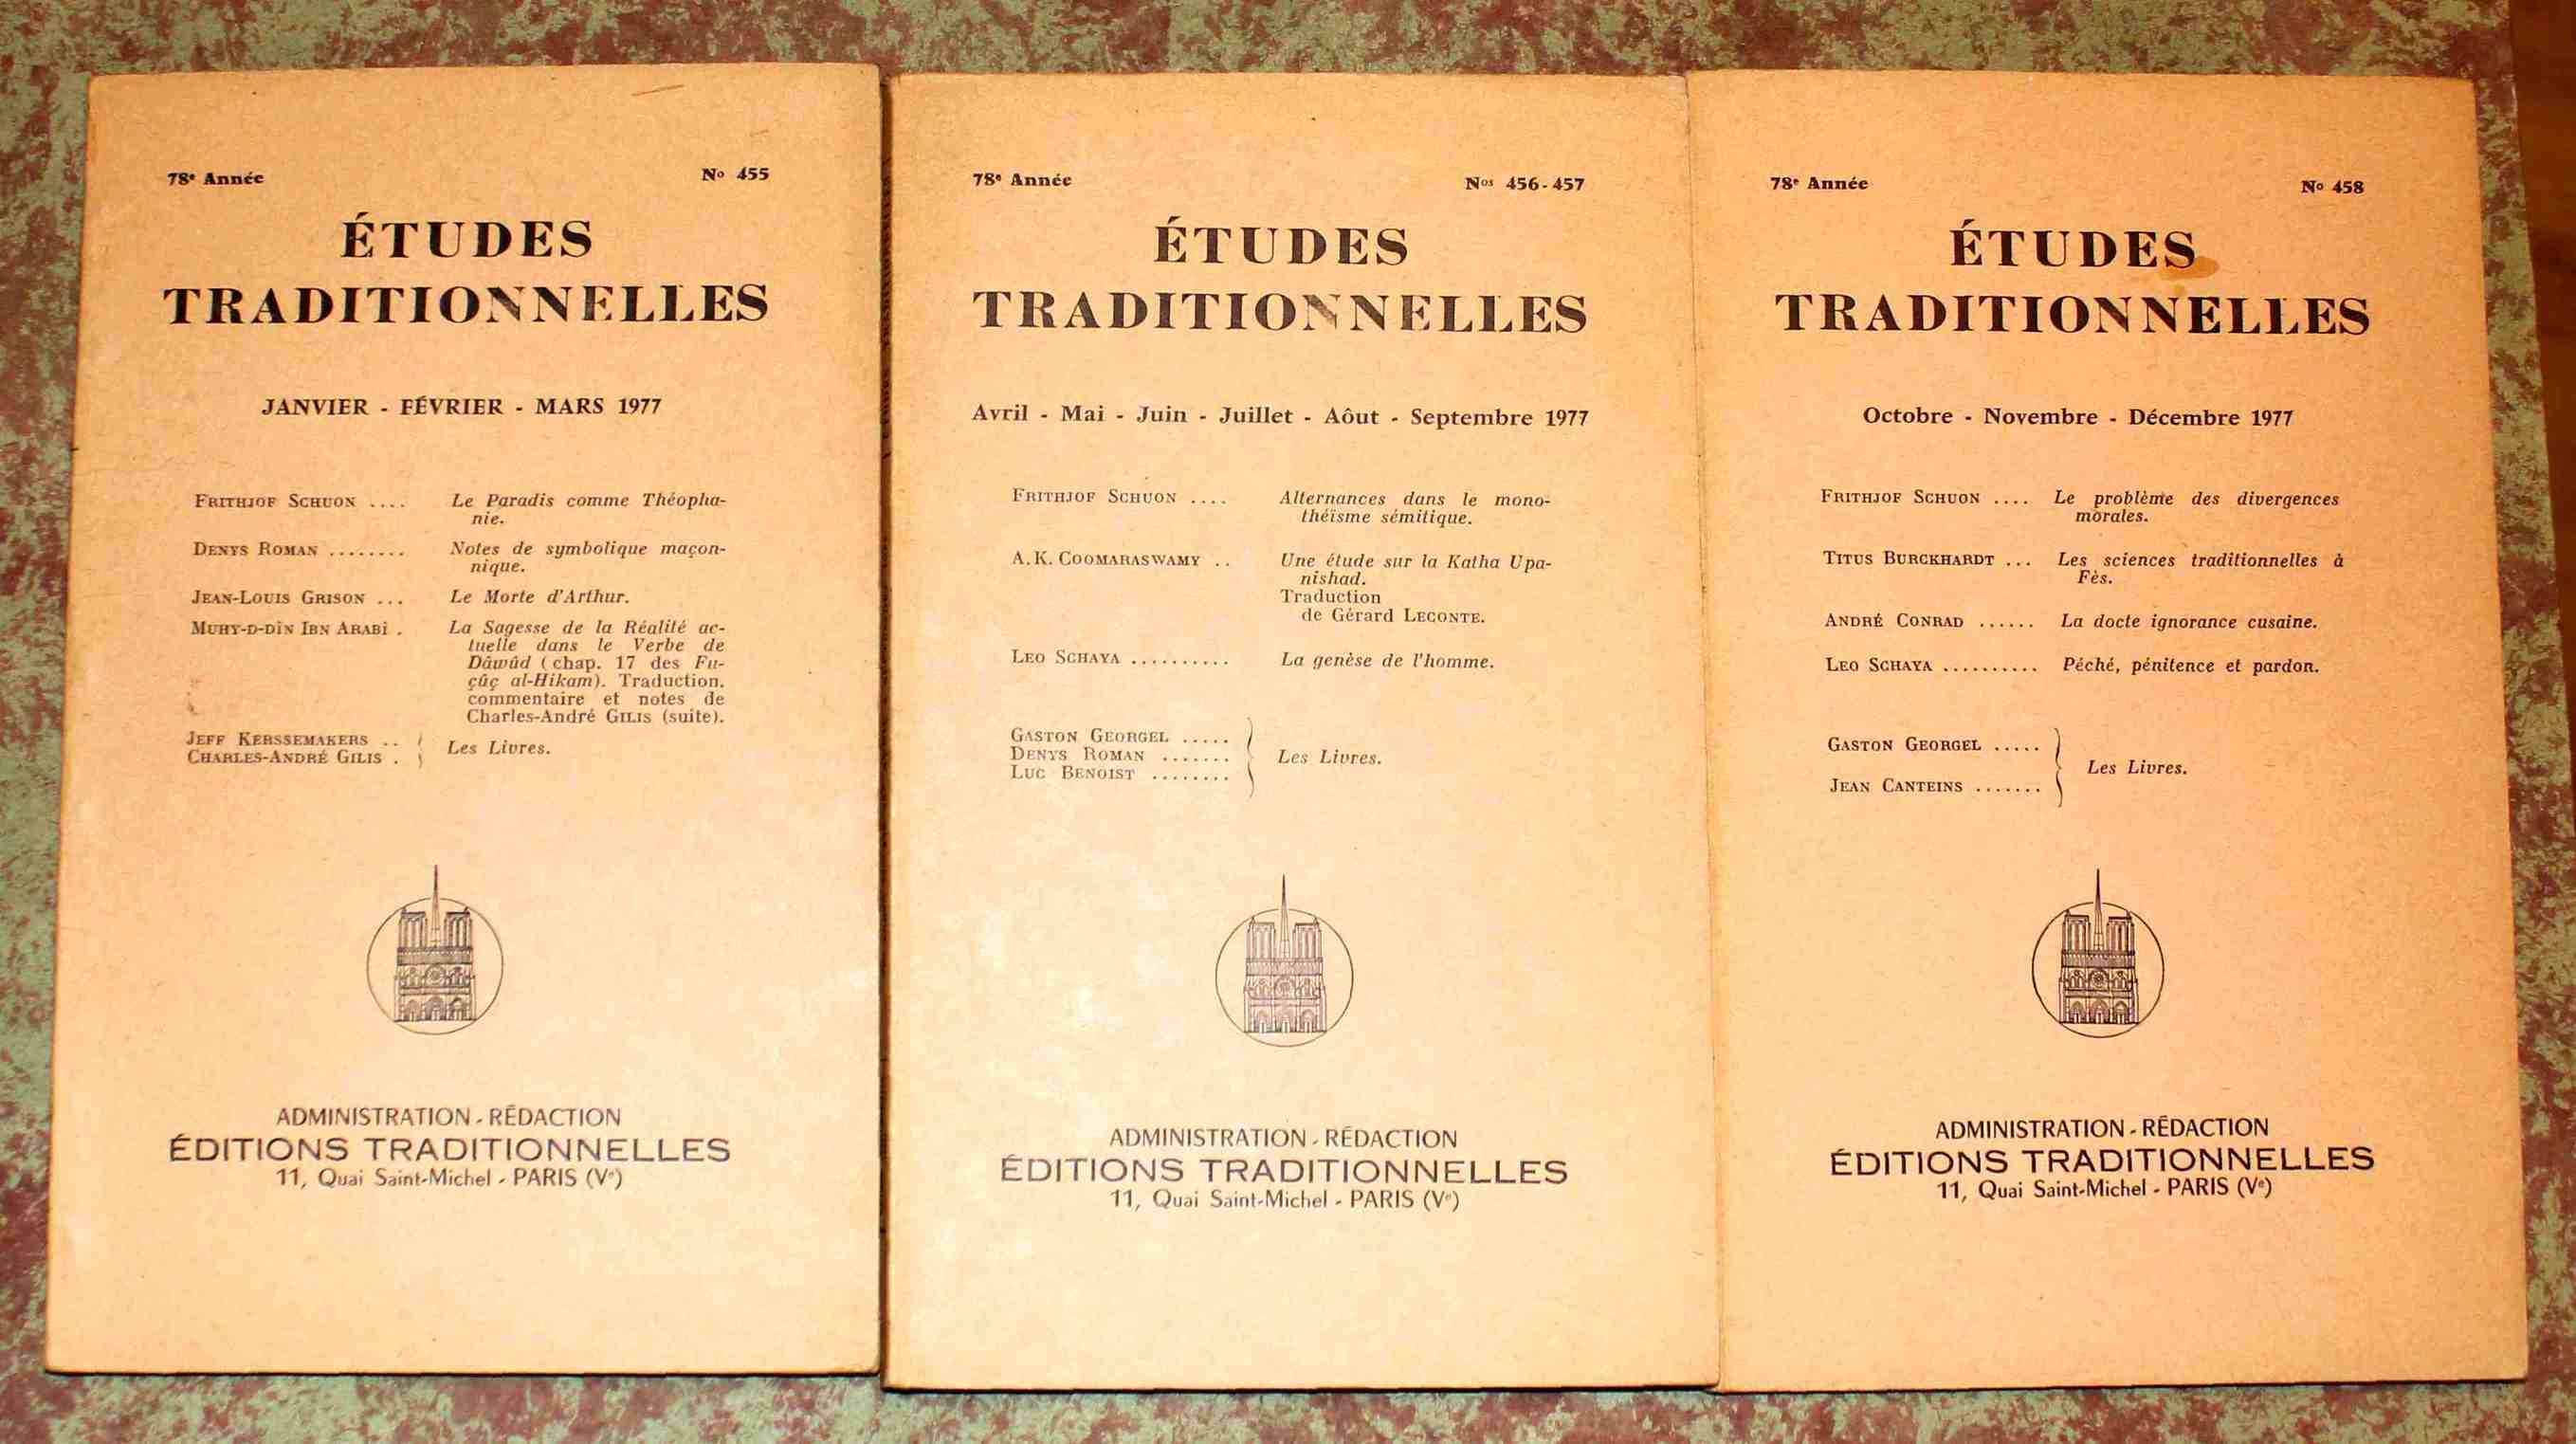 78e Année No 455
ÉTUDES
TRADITIONNELLES
JANVIER - FÉVRIER - MARS 1977
FRITHJOF SCHUON .... Le Paradis comme Théopha-
nie.
DENYS ROMAN ........ Notes de symbolique maçon-
nique.
JEAN-LOUIS GRISON ... Le Morte d'Arthur.
MUHY-D-DÎN IBN ARABÎ . La Sagesse de la Réalité ac-
tuelle dans le Verbe de
Dâwûd (chap. 17 des Fu-
çûç al-Hikam). Traduction,
commentaire et notes de
Charles-André GILIS (suite).
JEFF KERSSEMAKERS ..
CHARLES-ANDRÉ GILIS .
Les Livres.
ADMINISTRATION - RÉDACTION
ÉDITIONS TRADITIONNELLES
11, Quai Saint-Michel - PARIS (Ve)
78e Année Nos 456-457
ÉTUDES
TRADITIONNELLES
Avril - Mai - Juin - Juillet - Aôut - Septembre 1977
FRITHJOF SCHUON .... Alternances dans le mono-
théïsme sémitique.
A.K. COOMARASWAMY .. Une étude sur la Katha Upa-
nishad.
Traduction
de Gérard LECONTE.
LEO SCHAYA .......... La genèse de l'homme.
GASTON GEORGEL .....
DENYS ROMAN .......
LUC BENOIST ........
Les Livres.
ADMINISTRATION - RÉDACTION
ÉDITIONS TRADITIONNELLES
11, Quai Saint-Michel - PARIS (Ve)
78e Année No 458
ÉTUDES
TRADITIONNELLES
Octobre - Novembre - Décembre 1977
FRITHJOF SCHUON .... Le problème des divergences
morales.
TITUS BURCKHARDT ... Les sciences traditionnelles à
Fès.
ANDRÉ CONRAD ...... La docte ignorance cusaine.
LEO SCHAYA .......... Péché, pénitence et pardon.
GASTON GEORGEL .....
JEAN CANTEINS .......
Les Livres.
ADMINISTRATION - RÉDACTION
ÉDITIONS TRADITIONNELLES
11, Quai Saint-Michel - PARIS (Ve)